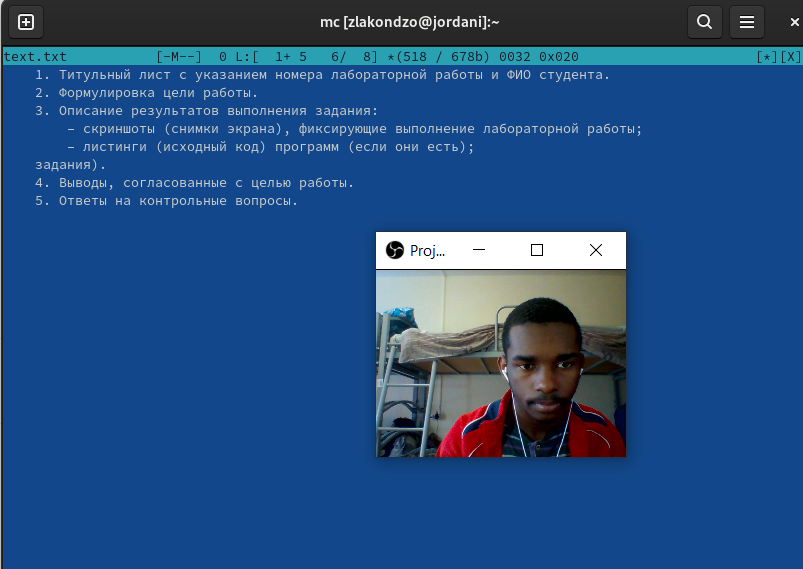 mc [zlakondzo@jordani]:~
text.txt [-M--] 0 L:[ 1+ 5 6/ 8] *(518 / 678b) 0032 0x020 [*][X]
1. Титульный лист с указанием номера лабораторной работы и ФИО студента.
2. Формулировка цели работы.
3. Описание результатов выполнения задания:
– скриншоты (снимки экрана), фиксирующие выполнение лабораторной работы;
– листинги (исходный код) программ (если они есть);
задания).
4. Выводы, согласованные с целью работы.
5. Ответы на контрольные вопросы.
Proj...